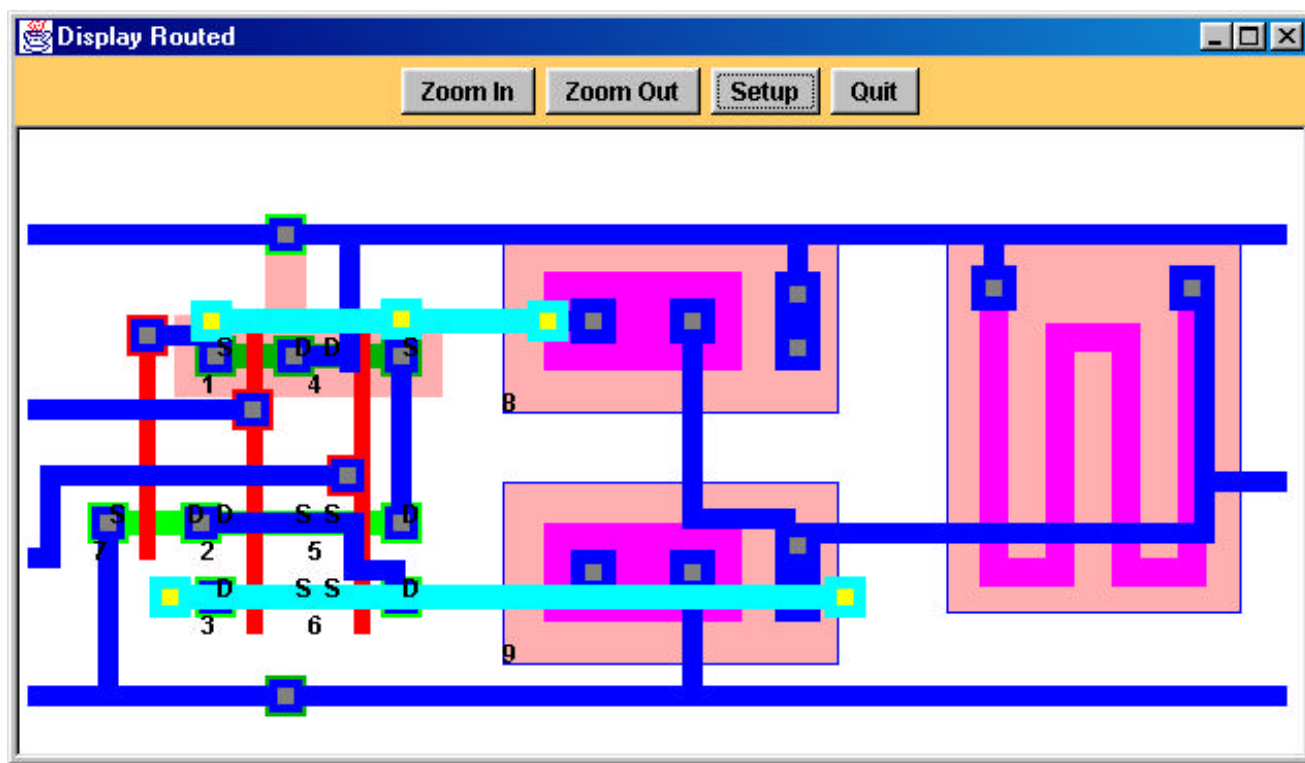 Display Routed
Zoom In Zoom Out Setup Quit
S D D S
1 4
8
S D D S S D
7 2 5
D S S D
3 6
9